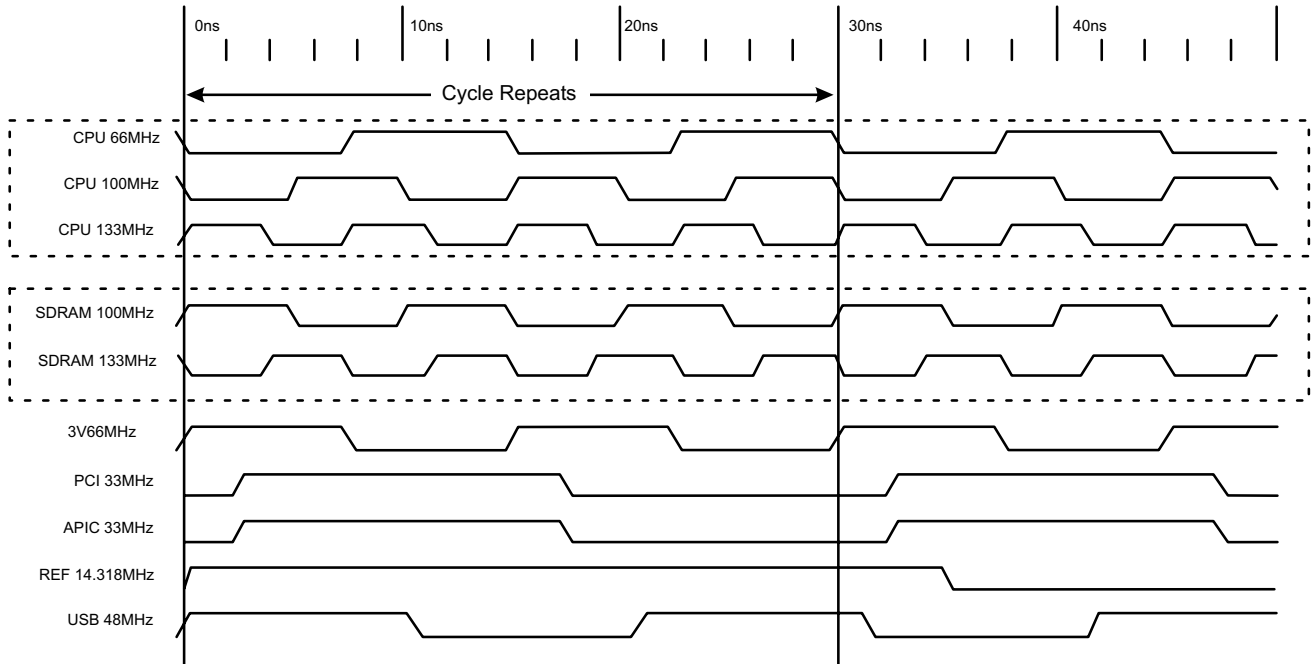 0ns 10ns 20ns 30ns 40ns
Cycle Repeats
CPU 66MHz
CPU 100MHz
CPU 133MHz
SDRAM 100MHz
SDRAM 133MHz
3V66MHz
PCI 33MHz
APIC 33MHz
REF 14.318MHz
USB 48MHz